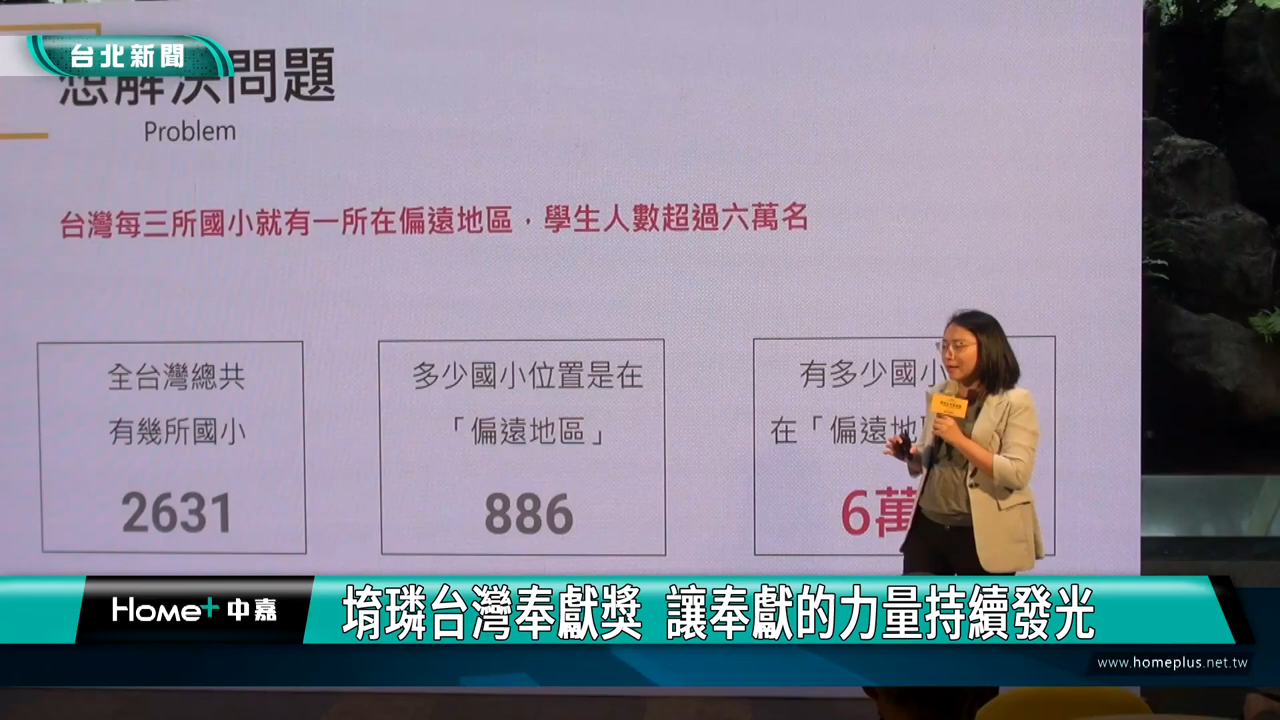 台北新聞
想解決問題
Problem
台灣每三所國小就有一所在偏遠地區，學生人數超過六萬名
全台灣總共
有幾所國小
2631
多少國小位置是在
「偏遠地區」
886
有多少國小
在「偏遠地
6萬
Home+中嘉
堉璘台灣奉獻獎 讓奉獻的力量持續發光
www.homeplus.net.tw